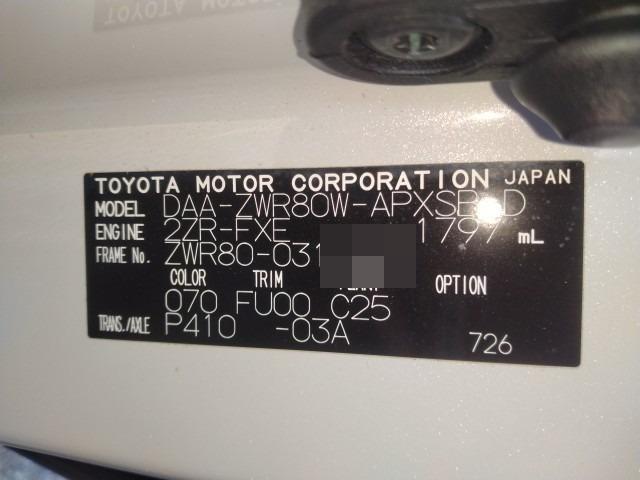 TOYOTA MOTOR CORPORATION JAPAN
MODEL DAA-ZWR80W-APXSB
ENGINE 2ZR-FXE 1797 mL
FRAME No. ZWR80-031
COLOR TRIM OPTION
070 FU00 C25
TRANS./AXLE P410 -03A
726